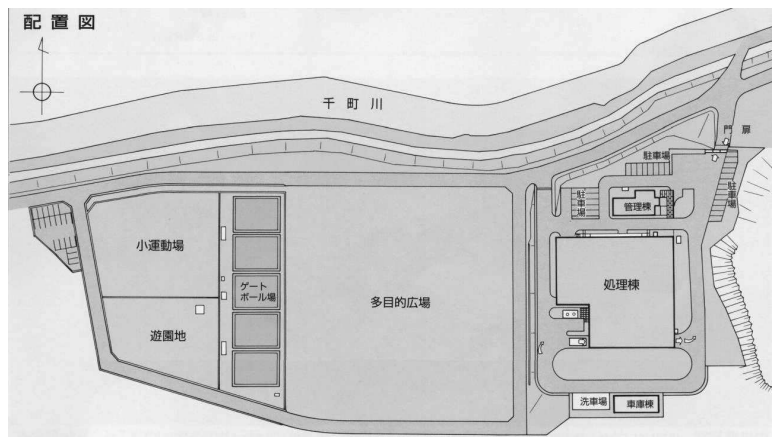 配置図
千町川
門扉
駐車場
駐車場
駐車場
管理棟
小運動場
ゲート
ボール場
多目的広場
処理棟
遊園地
洗車場
車庫棟